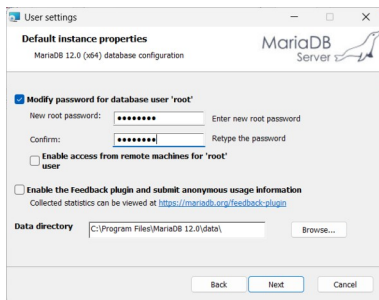 User settings
Default instance properties
MariaDB 12.0 (x64) database configuration
MariaDB
Server
Modify password for database user 'root'
New root password: ●●●●●●●● Enter new root password
Confirm: ●●●●●●●● Retype the password
Enable access from remote machines for 'root'
user
Enable the Feedback plugin and submit anonymous usage information
Collected statistics can be viewed at https://mariadb.org/feedback-plugin
Data directory C:\Program Files\MariaDB 12.0\data\ Browse...
Back Next Cancel